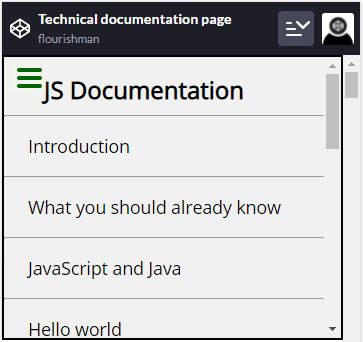 Technical documentation page
flourishman
JS Documentation
Introduction
What you should already know
JavaScript and Java
Hello world